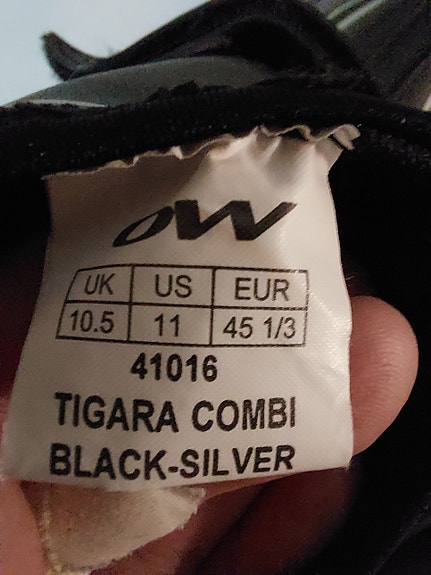 OW
UK US EUR
10.5 11 45 1/3
41016
TIGARA COMBI
BLACK-SILVER